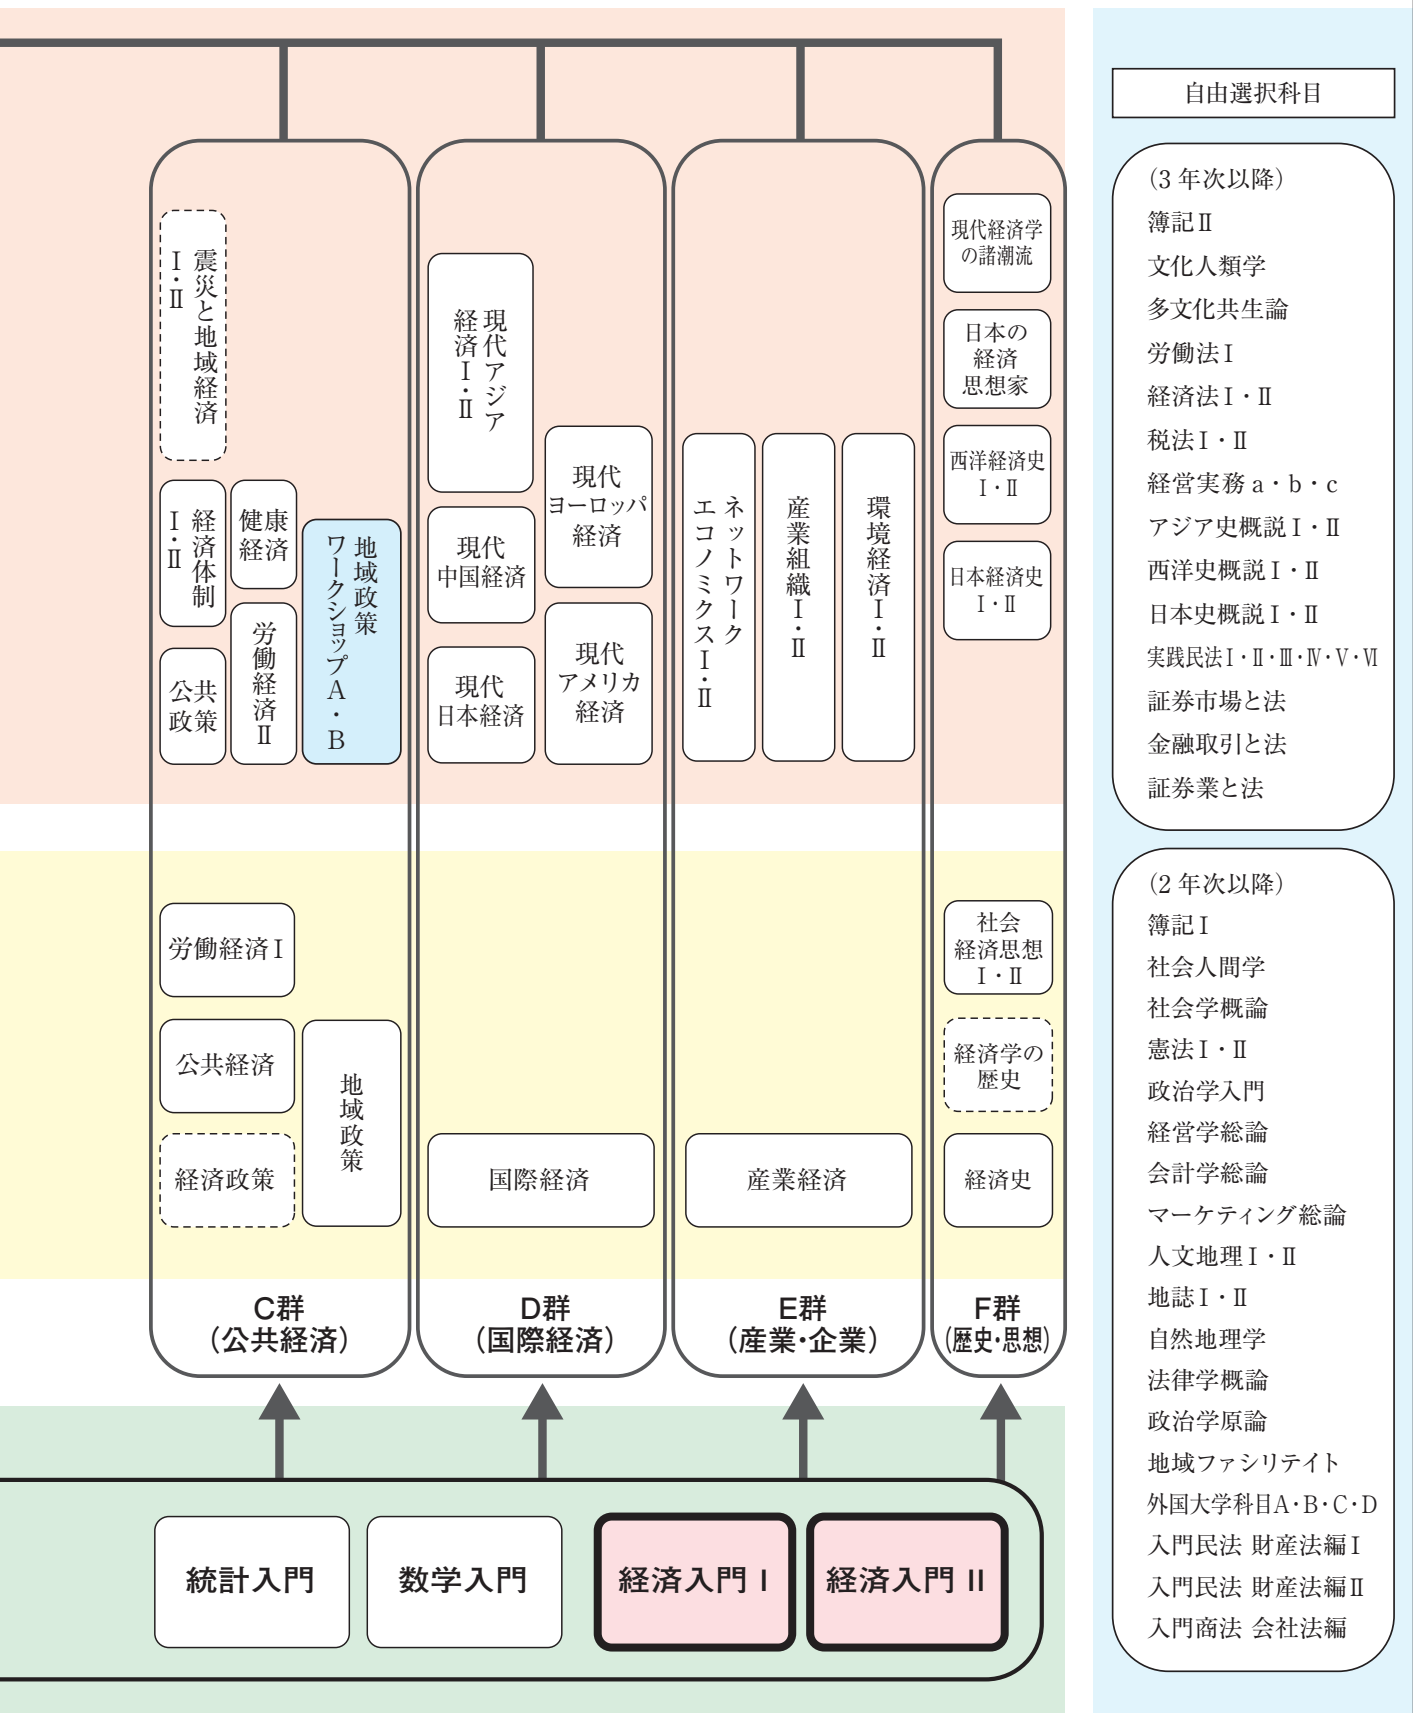 震災と地域経済
Ⅰ・Ⅱ
経済体制
Ⅰ・Ⅱ
健康
経済
公共
政策
労働経済Ⅱ
地域政策
ワークショップA・B
労働経済Ⅰ
公共経済
経済政策
地域政策
C群
(公共経済)
現代アジア
経済Ⅰ・Ⅱ
現代
中国経済
現代
日本経済
現代
ヨーロッパ
経済
現代
アメリカ
経済
国際経済
D群
(国際経済)
ネットワーク
エコノミクスⅠ・Ⅱ
産業組織Ⅰ・Ⅱ
環境経済Ⅰ・Ⅱ
産業経済
E群
(産業・企業)
現代経済学
の諸潮流
日本の
経済
思想家
西洋経済史
Ⅰ・Ⅱ
日本経済史
Ⅰ・Ⅱ
社会
経済思想
Ⅰ・Ⅱ
経済学の
歴史
経済史
F群
(歴史・思想)
統計入門
数学入門
経済入門 I
経済入門 II
自由選択科目
(3 年次以降)
簿記Ⅱ
文化人類学
多文化共生論
労働法Ⅰ
経済法Ⅰ・Ⅱ
税法Ⅰ・Ⅱ
経営実務 a・b・c
アジア史概説Ⅰ・Ⅱ
西洋史概説Ⅰ・Ⅱ
日本史概説Ⅰ・Ⅱ
実践民法Ⅰ・Ⅱ・Ⅲ・Ⅳ・Ⅴ・Ⅵ
証券市場と法
金融取引と法
証券業と法
(2 年次以降)
簿記Ⅰ
社会人間学
社会学概論
憲法Ⅰ・Ⅱ
政治学入門
経営学総論
会計学総論
マーケティング総論
人文地理Ⅰ・Ⅱ
地誌Ⅰ・Ⅱ
自然地理学
法律学概論
政治学原論
地域ファシリテイト
外国大学科目A・B・C・D
入門民法 財産法編Ⅰ
入門民法 財産法編Ⅱ
入門商法 会社法編